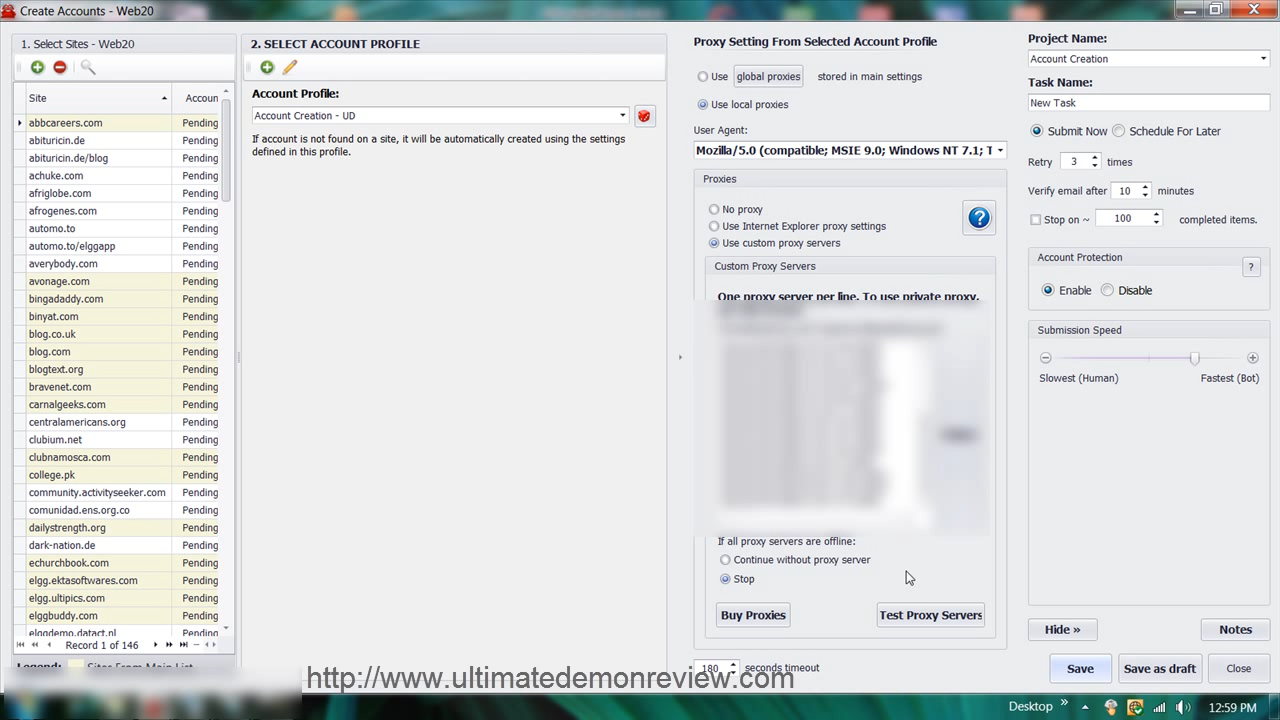 Create Accounts - Web20
1. Select Sites - Web20
Site
Accoun
abbcareers.com Pending
abituricin.de Pending
abituricin.de/blog Pending
achuke.com Pending
afriglobe.com Pending
afrogenes.com Pending
automo.to Pending
automo.to/elggapp Pending
averybody.com Pending
avonage.com Pending
bingadaddy.com Pending
binyat.com Pending
blog.co.uk Pending
blog.com Pending
blogtext.org Pending
bravenet.com Pending
carnalgeeks.com Pending
centralamericans.org Pending
clubium.net Pending
clubnamosca.com Pending
college.pk Pending
community.activityseeker.com Pending
comunidad.ens.org.co Pending
dailystrength.org Pending
dark-nation.de Pending
echurchbook.com Pending
elgg.ektasoftwares.com Pending
elgg.ultipics.com Pending
elggbuddy.com Pending
elggdemo.datact.nl Pending
Record 1 of 146
Legend: Sites From Main List
2. SELECT ACCOUNT PROFILE
Account Profile:
Account Creation - UD
If account is not found on a site, it will be automatically created using the settings
defined in this profile.
Proxy Setting From Selected Account Profile
Use global proxies stored in main settings
Use local proxies
User Agent:
Mozilla/5.0 (compatible; MSIE 9.0; Windows NT 7.1; T
Proxies
No proxy
Use Internet Explorer proxy settings
Use custom proxy servers
?
Custom Proxy Servers
One proxy server per line. To use private proxy,
If all proxy servers are offline:
Continue without proxy server
Stop
Buy Proxies
Test Proxy Servers
180 seconds timeout
Project Name:
Account Creation
Task Name:
New Task
Submit Now Schedule For Later
Retry 3 times
Verify email after 10 minutes
Stop on ~ 100 completed items.
Account Protection
?
Enable Disable
Submission Speed
Slowest (Human) Fastest (Bot)
Hide »
Notes
Save
Save as draft
Close
http://www.ultimatedemonreview.com
Desktop »
12:59 PM